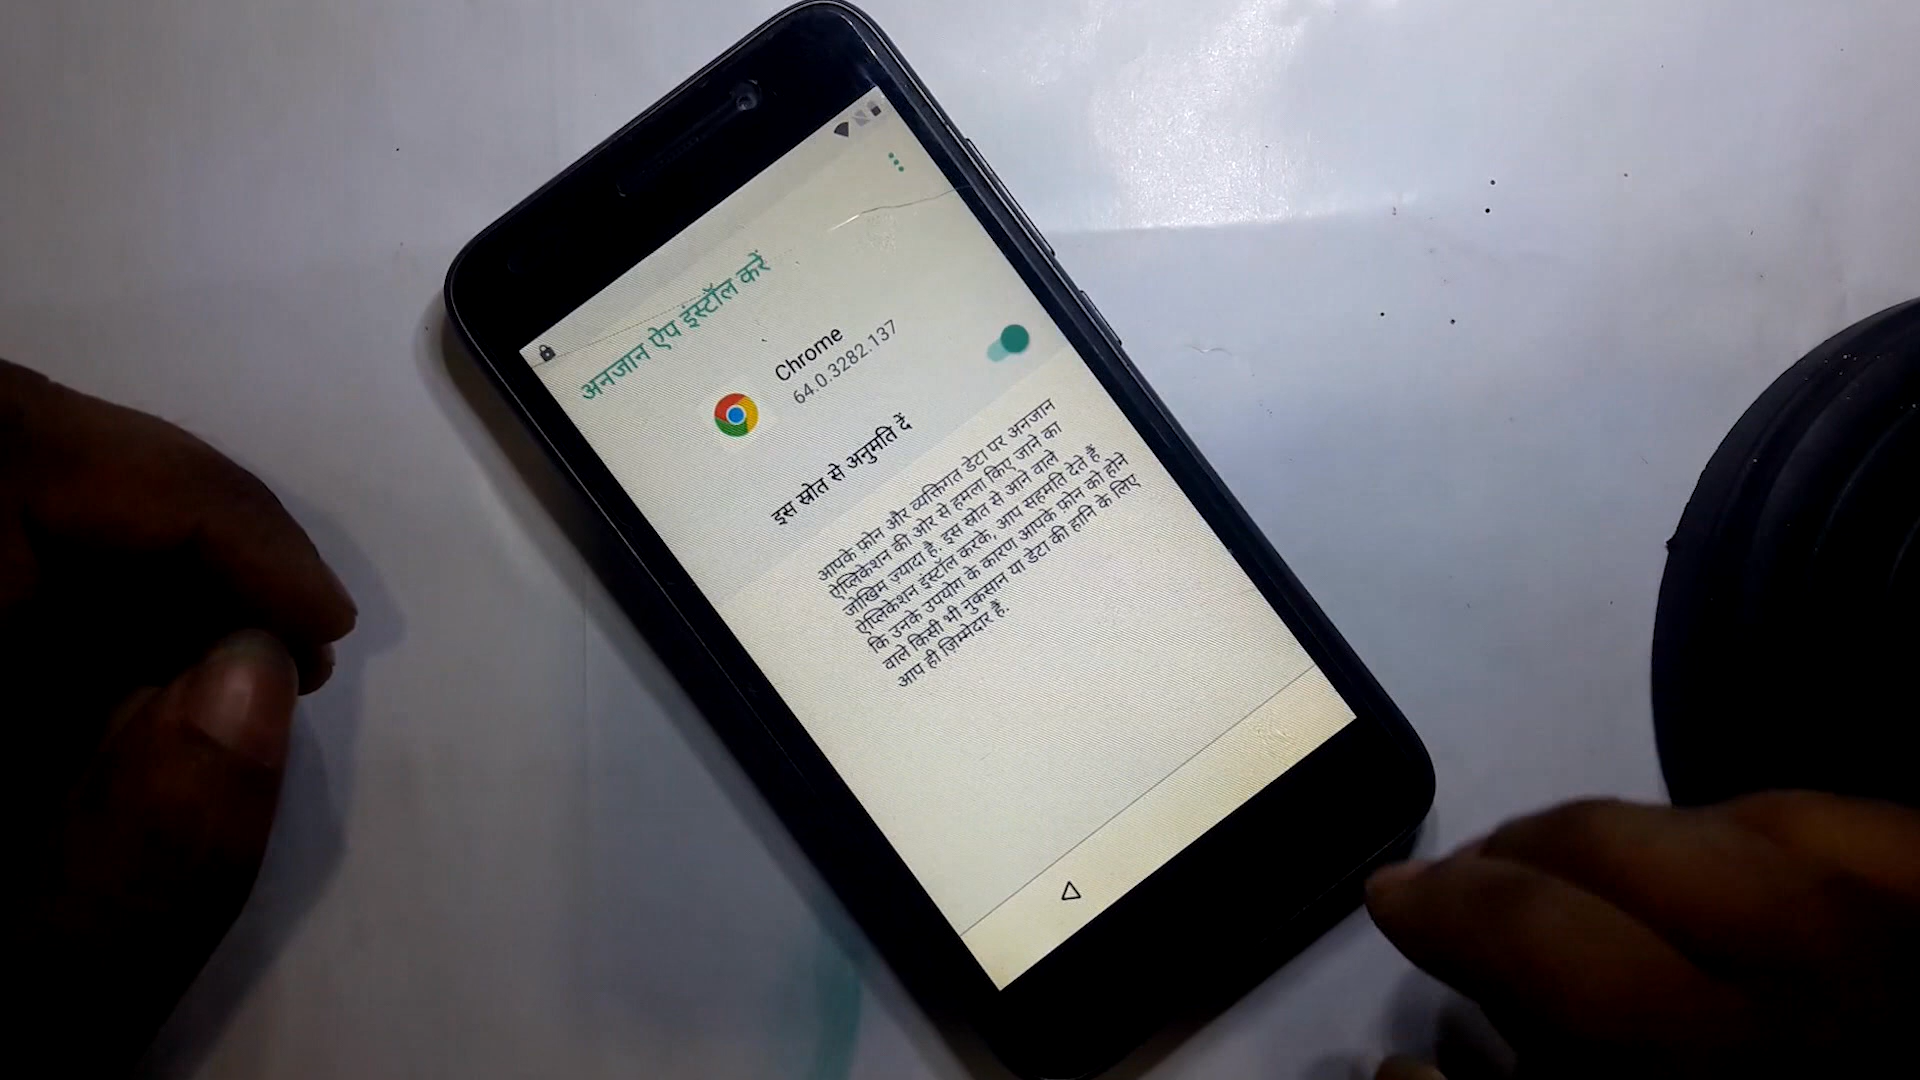 अनजान ऐप इंस्टॉल करें
Chrome
64.0.3282.137
इस स्रोत से अनुमति दें
आपके फ़ोन और व्यक्तिगत डेटा पर अनजान
ऐप्लिकेशन की ओर से हमला किए जाने का
जोखिम ज़्यादा है. इस स्रोत से आने वाले
ऐप्लिकेशन इंस्टॉल करके, आप सहमति देते हैं
कि उनके उपयोग के कारण आपके फ़ोन को होने
वाले किसी भी नुकसान या डेटा की हानि के लिए
आप ही ज़िम्मेदार हैं.